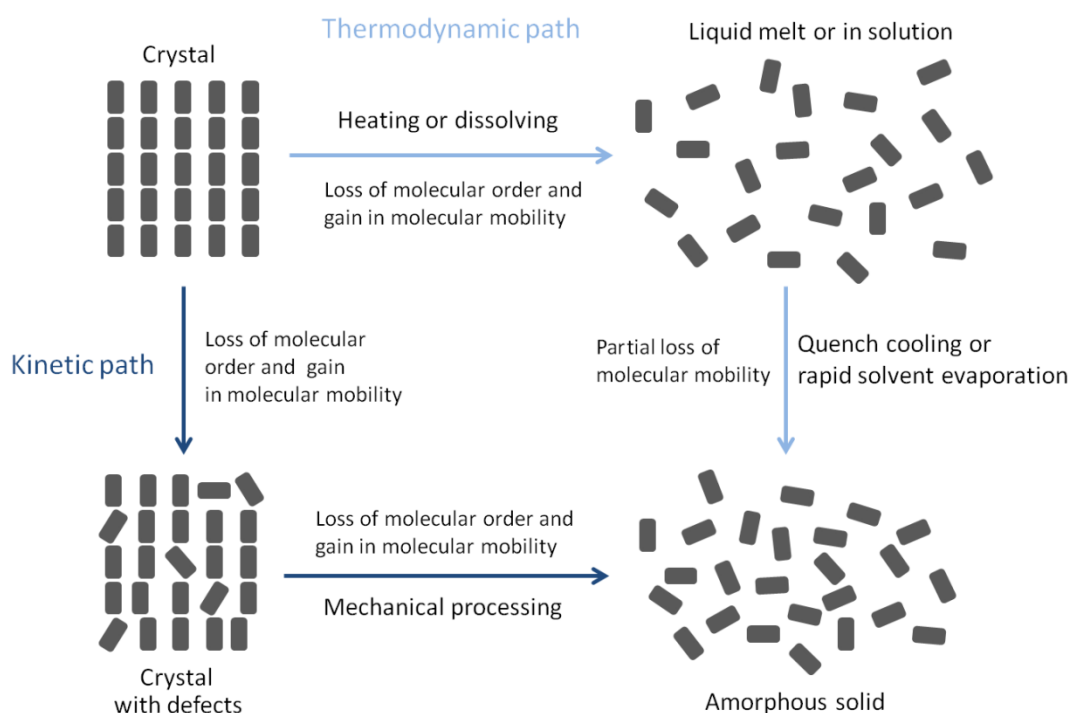 Thermodynamic path
Crystal
Liquid melt or in solution
Heating or dissolving
Loss of molecular order and
gain in molecular mobility
Kinetic path
Loss of molecular
order and gain
in molecular mobility
Partial loss of
molecular mobility
Quench cooling or
rapid solvent evaporation
Loss of molecular order and
gain in molecular mobility
Mechanical processing
Crystal
with defects
Amorphous solid